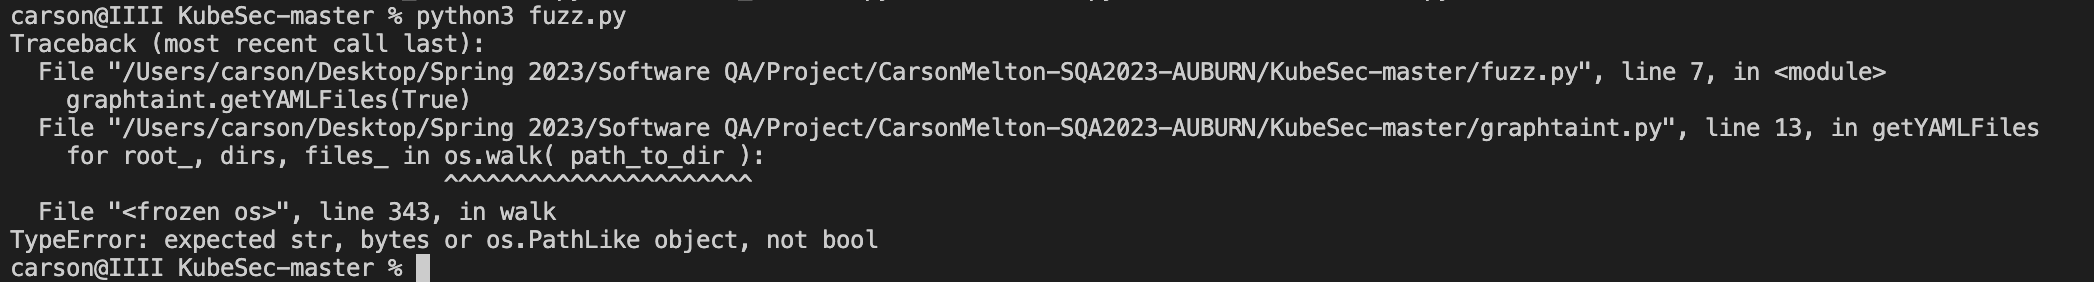 carson@IIII KubeSec-master % python3 fuzz.py
Traceback (most recent call last):
  File "/Users/carson/Desktop/Spring 2023/Software QA/Project/CarsonMelton-SQA2023-AUBURN/KubeSec-master/fuzz.py", line 7, in <module>
    graphtaint.getYAMLFiles(True)
  File "/Users/carson/Desktop/Spring 2023/Software QA/Project/CarsonMelton-SQA2023-AUBURN/KubeSec-master/graphtaint.py", line 13, in getYAMLFiles
    for root_, dirs, files_ in os.walk( path_to_dir ):
                               ^^^^^^^^^^^^^^^^^^^^^^
  File "<frozen os>", line 343, in walk
TypeError: expected str, bytes or os.PathLike object, not bool
carson@IIII KubeSec-master %